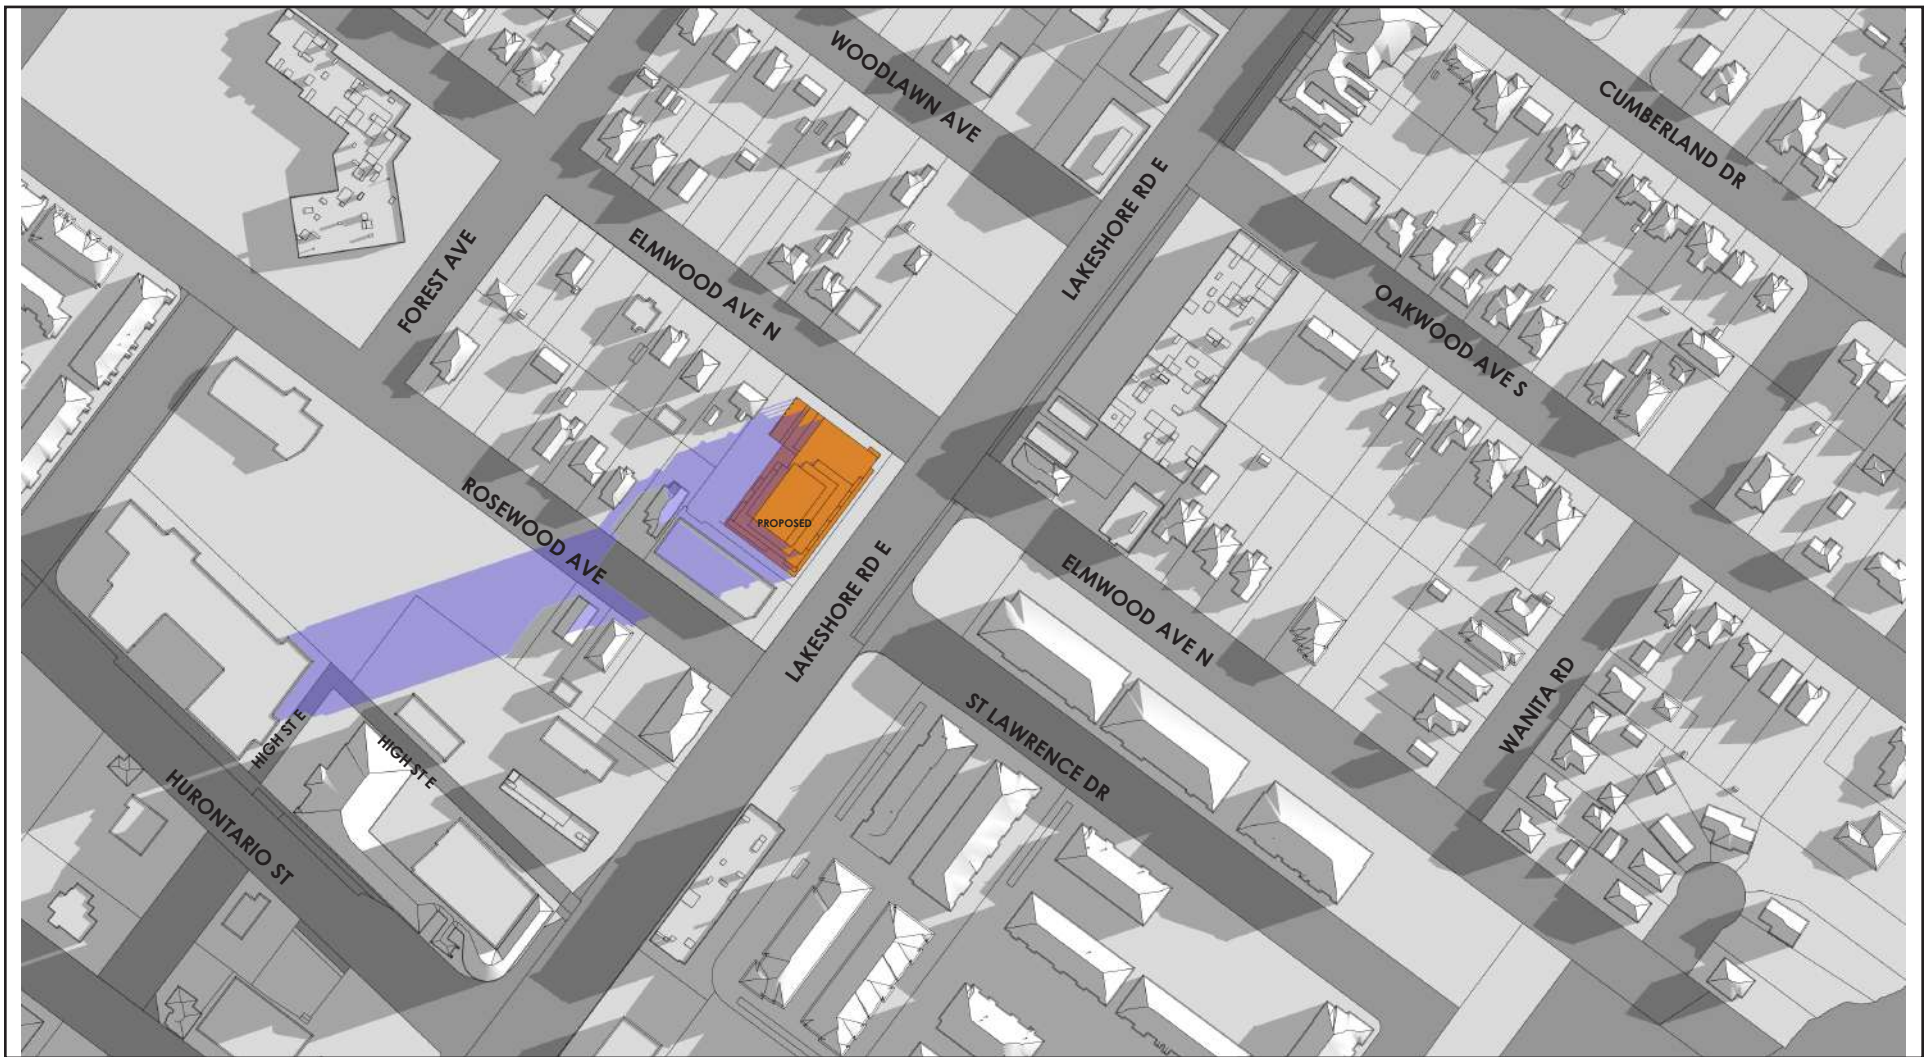 WOODLAWN AVE
CUMBERLAND DR
LAKESHORE RD E
FOREST AVE
ELMWOOD AVE N
OAKWOOD AVE S
ROSEWOOD AVE
PROPOSED
LAKESHORE RD E
ELMWOOD AVE N
ST LAWRENCE DR
WANITA RD
HIGH ST E
HIGH ST E
HURONTARIO ST